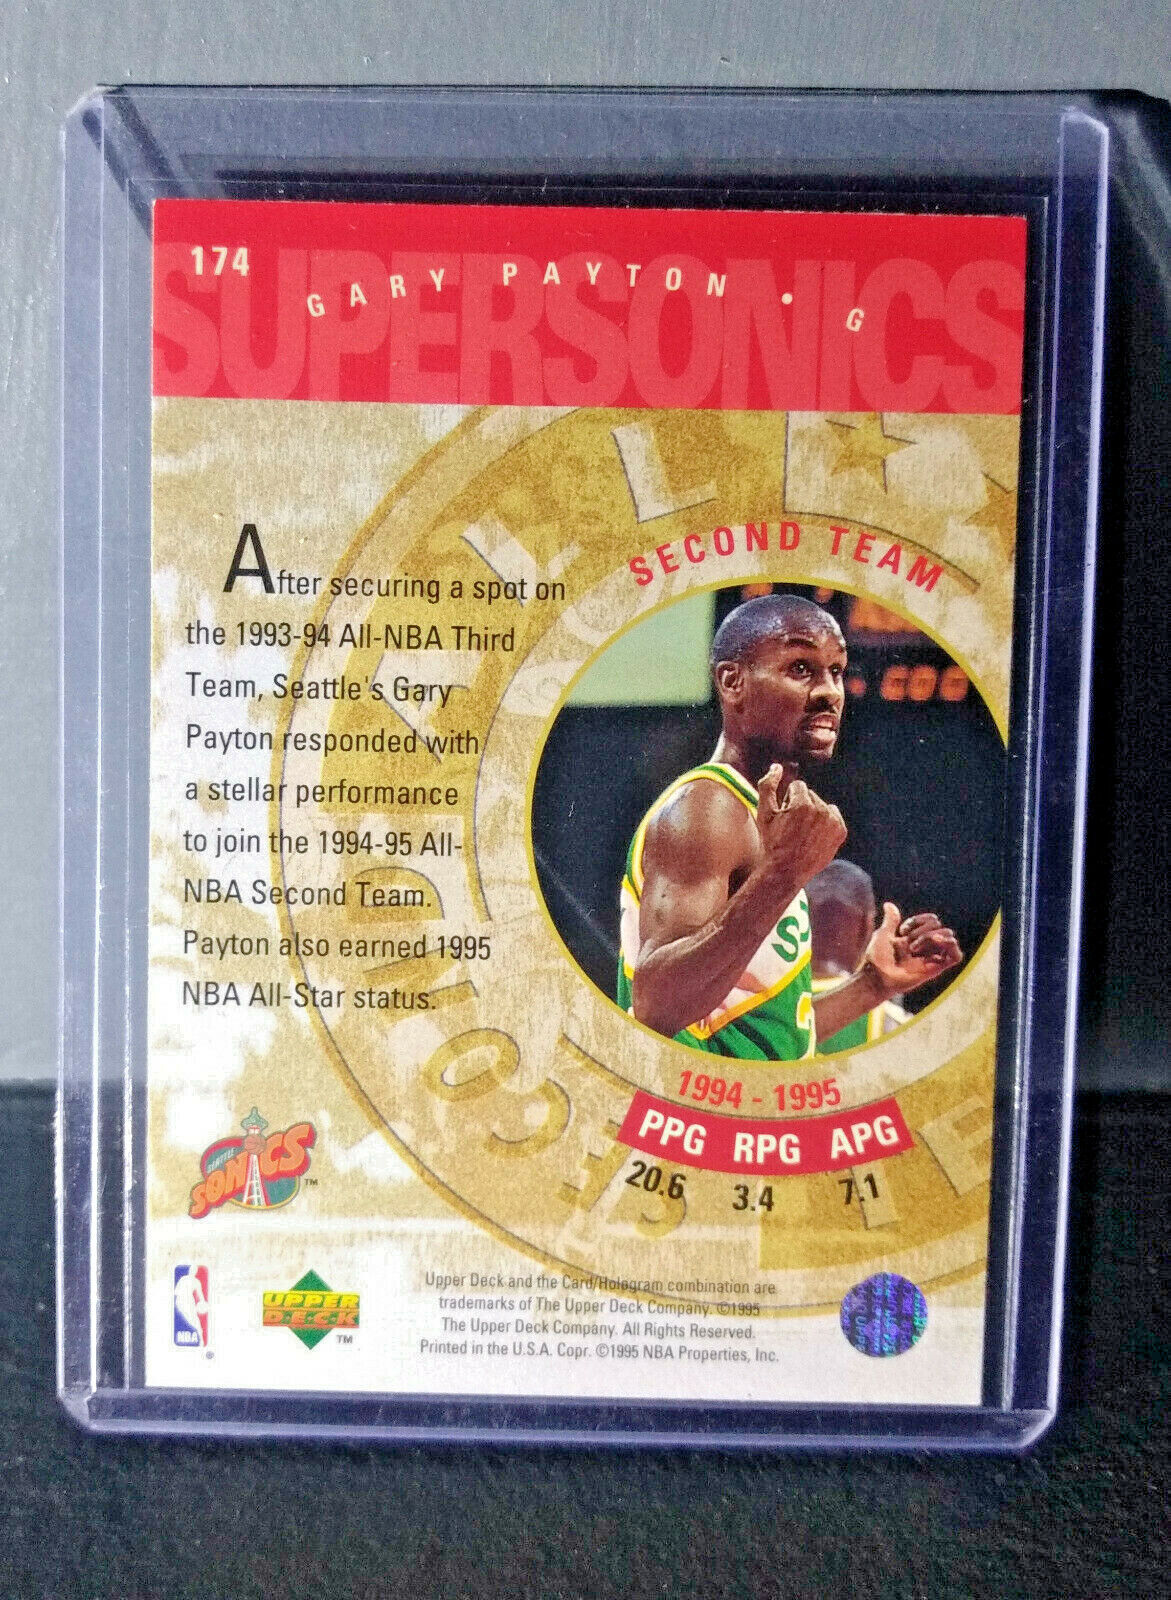 174
GARY PAYTON • G
SUPERSONICS
After securing a spot on
the 1993-94 All-NBA Third
Team, Seattle's Gary
Payton responded with
a stellar performance
to join the 1994-95 All-
NBA Second Team.
Payton also earned 1995
NBA All-Star status.
SECOND TEAM
1994 - 1995
PPG RPG APG
20.6 3.4 7.1
SEATTLE
SONICS
TM
NBA
®
UPPER
DECK
TM
Upper Deck and the Card/Hologram combination are
trademarks of The Upper Deck Company. ©1995
The Upper Deck Company. All Rights Reserved.
Printed in the U.S.A. Copr. ©1995 NBA Properties, Inc.